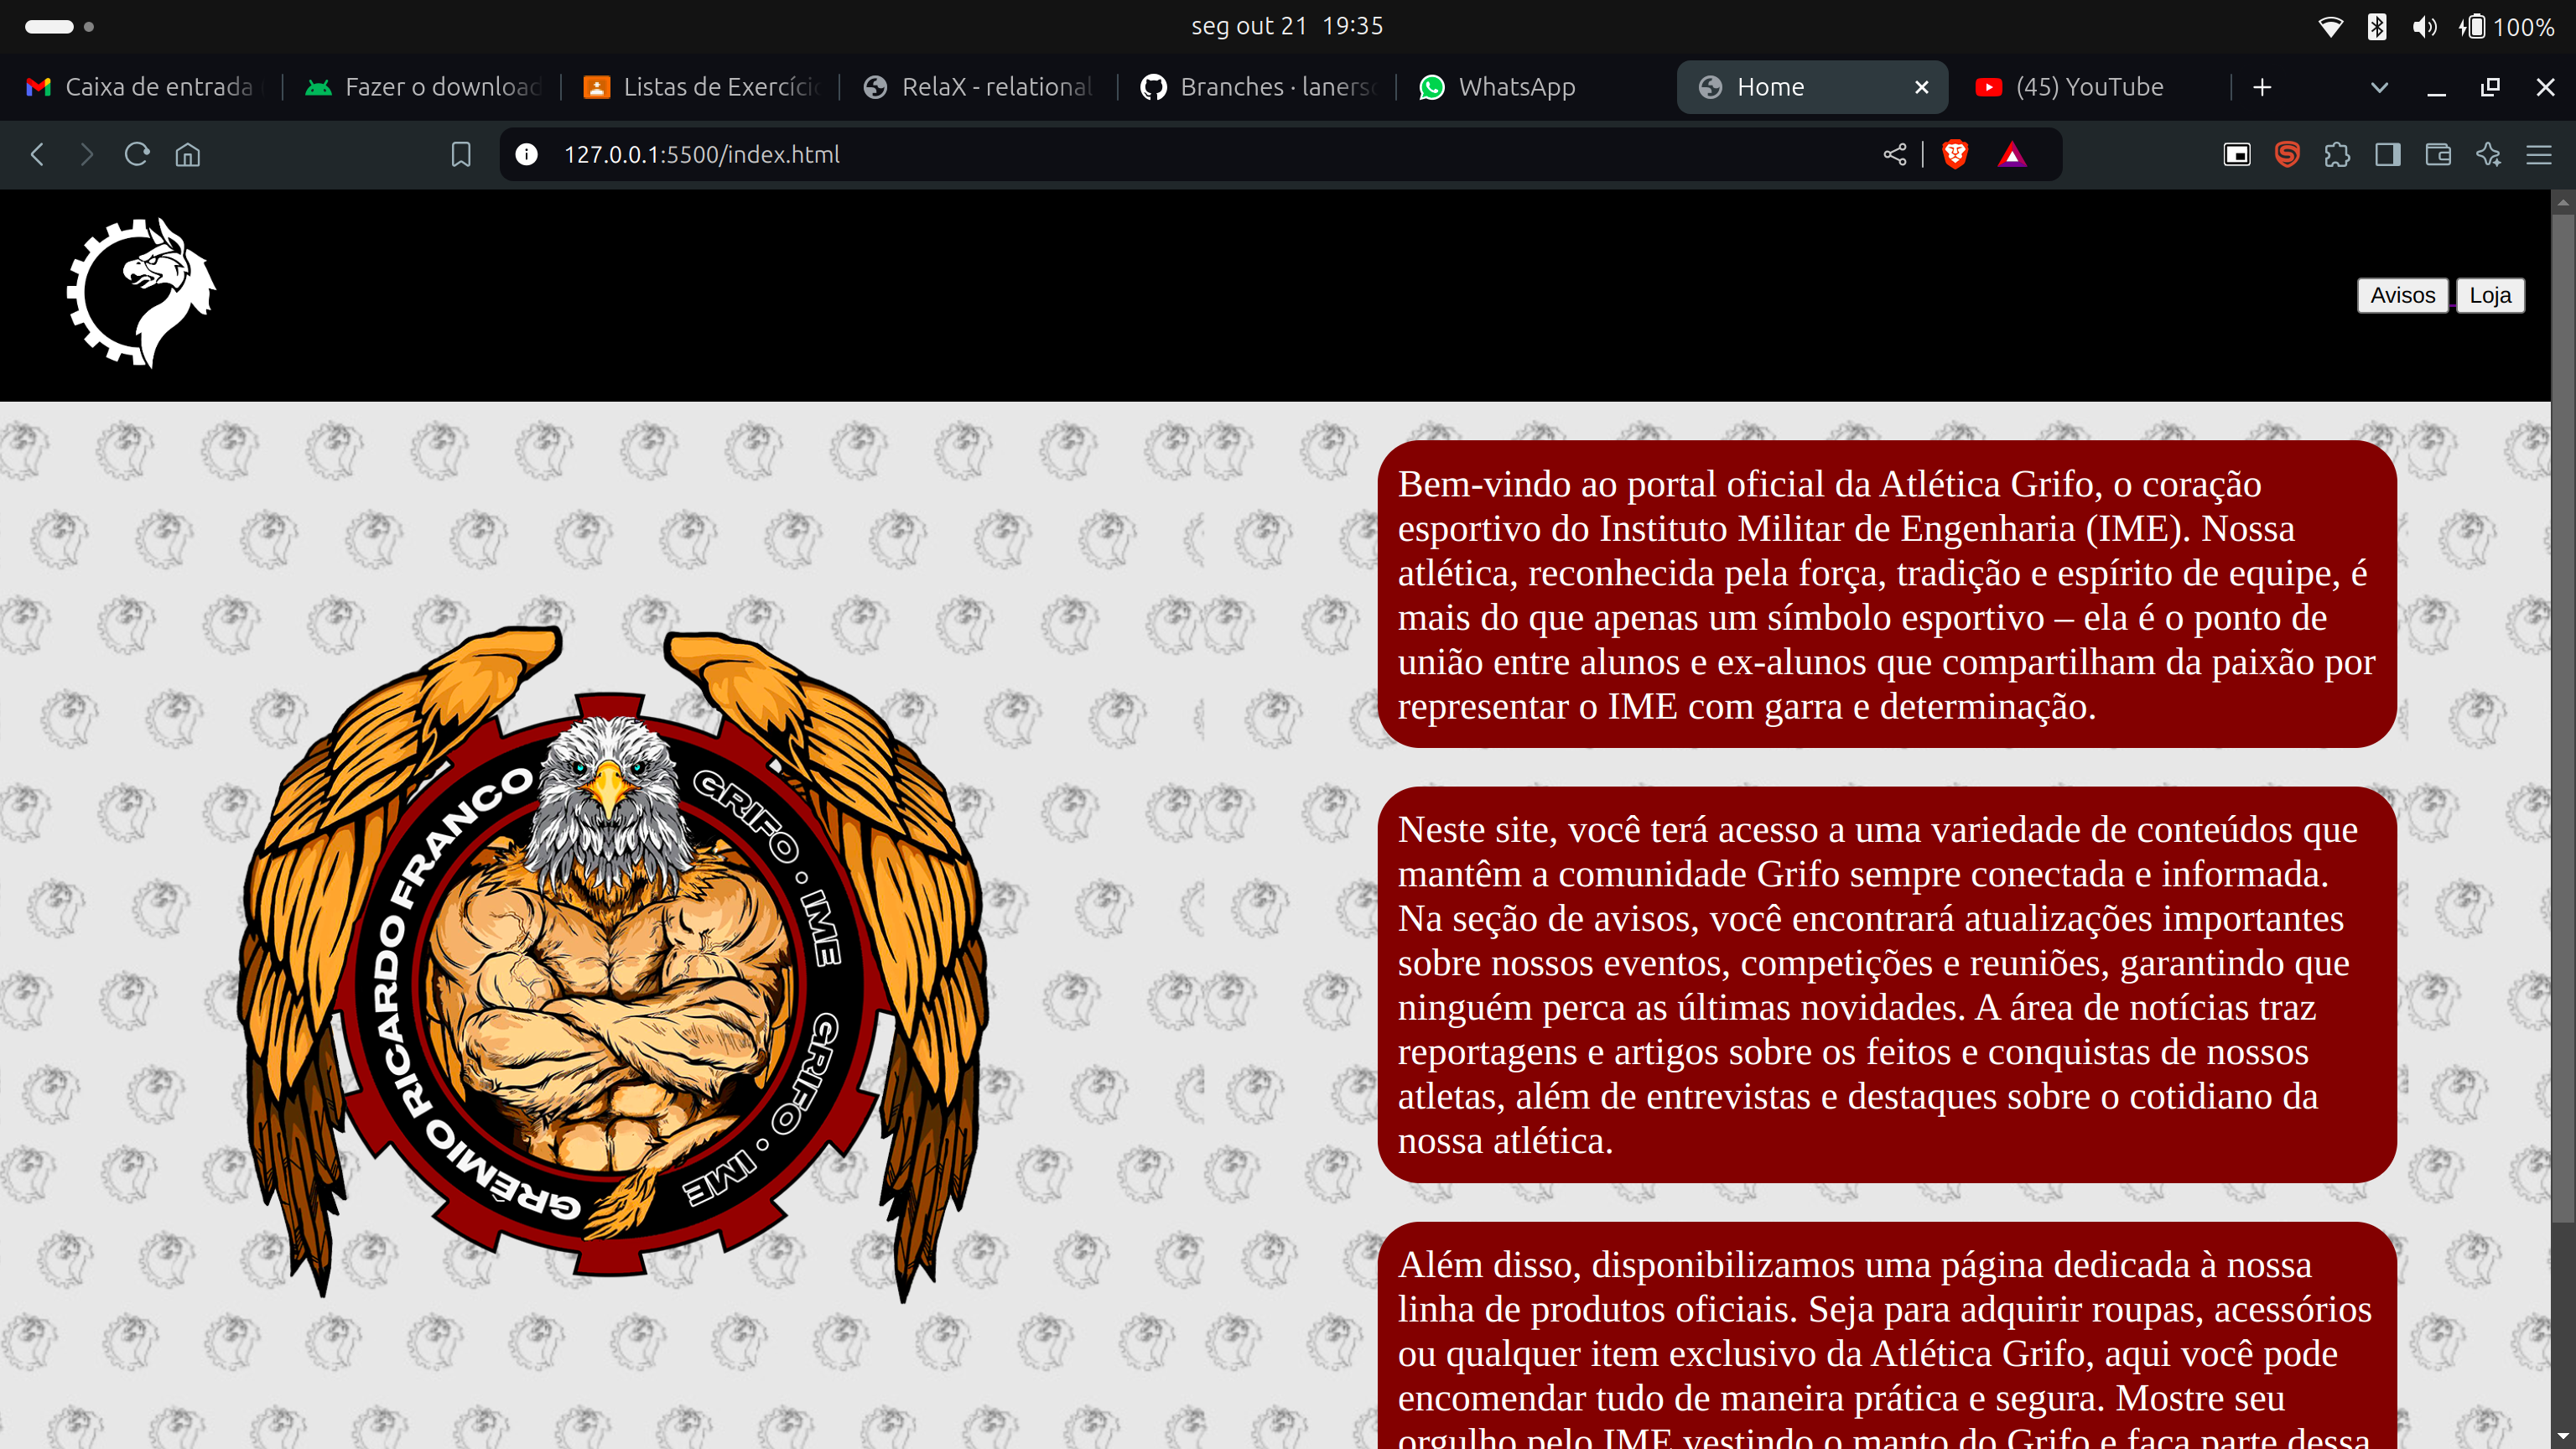 seg out 21 19:35
100%
Caixa de entrada
Fazer o download
Listas de Exercíci
RelaX - relational
Branches · laners
WhatsApp
Home
(45) YouTube
127.0.0.1:5500/index.html
Avisos
Loja
GRÊMIO RICARDO FRANCO
GRIFO · IME
GRIFO · IME
Bem-vindo ao portal oficial da Atlética Grifo, o coração
esportivo do Instituto Militar de Engenharia (IME). Nossa
atlética, reconhecida pela força, tradição e espírito de equipe, é
mais do que apenas um símbolo esportivo – ela é o ponto de
união entre alunos e ex-alunos que compartilham da paixão por
representar o IME com garra e determinação.
Neste site, você terá acesso a uma variedade de conteúdos que
mantêm a comunidade Grifo sempre conectada e informada.
Na seção de avisos, você encontrará atualizações importantes
sobre nossos eventos, competições e reuniões, garantindo que
ninguém perca as últimas novidades. A área de notícias traz
reportagens e artigos sobre os feitos e conquistas de nossos
atletas, além de entrevistas e destaques sobre o cotidiano da
nossa atlética.
Além disso, disponibilizamos uma página dedicada à nossa
linha de produtos oficiais. Seja para adquirir roupas, acessórios
ou qualquer item exclusivo da Atlética Grifo, aqui você pode
encomendar tudo de maneira prática e segura. Mostre seu
orgulho pelo IME vestindo o manto do Grifo e faça parte dessa